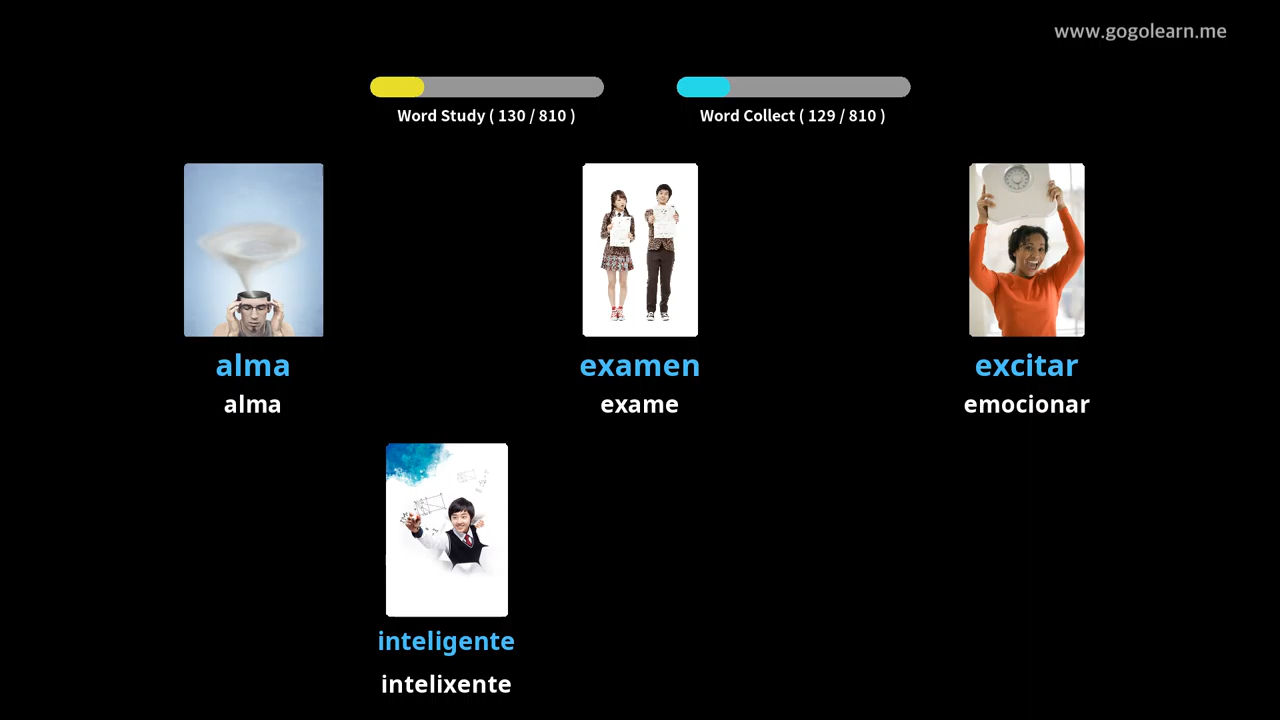 www.gogolearn.me
Word Study ( 130 / 810 )
Word Collect ( 129 / 810 )
alma
alma
examen
exame
excitar
emocionar
inteligente
intelixente